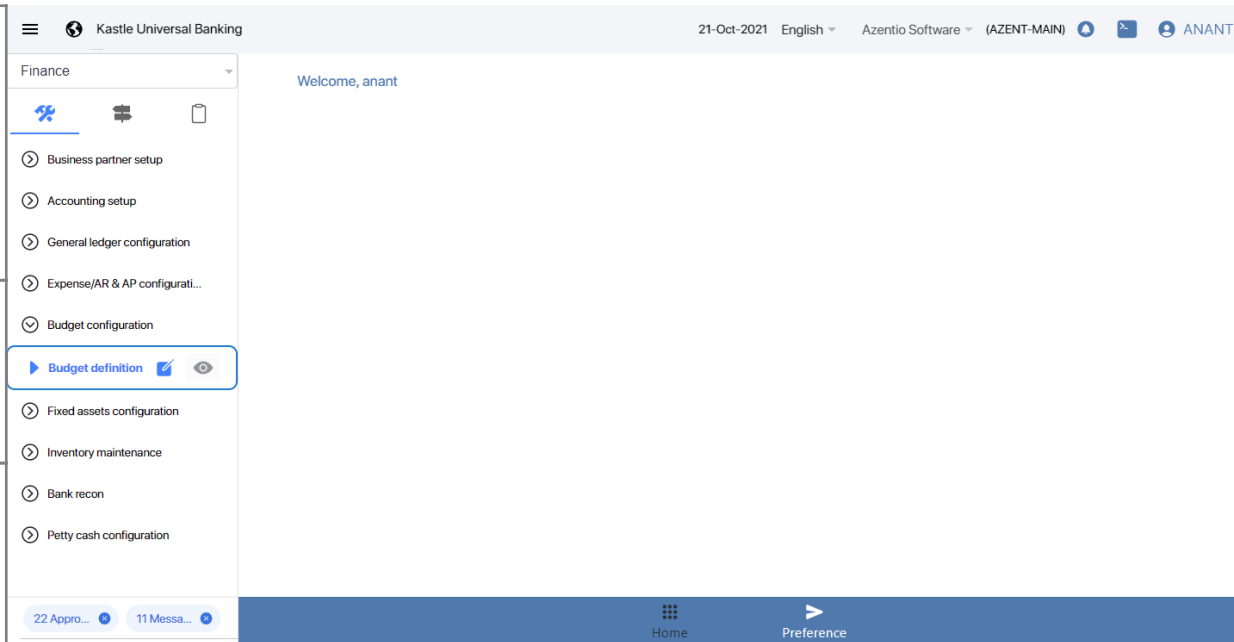 Kastle Universal Banking
21-Oct-2021 English Azentio Software (AZENT-MAIN) ANANT
Finance
Welcome, anant
Business partner setup
Accounting setup
General ledger configuration
Expense/AR & AP configurati...
Budget configuration
Budget definition
Fixed assets configuration
Inventory maintenance
Bank recon
Petty cash configuration
22 Appro... 11 Messa...
Home Preference